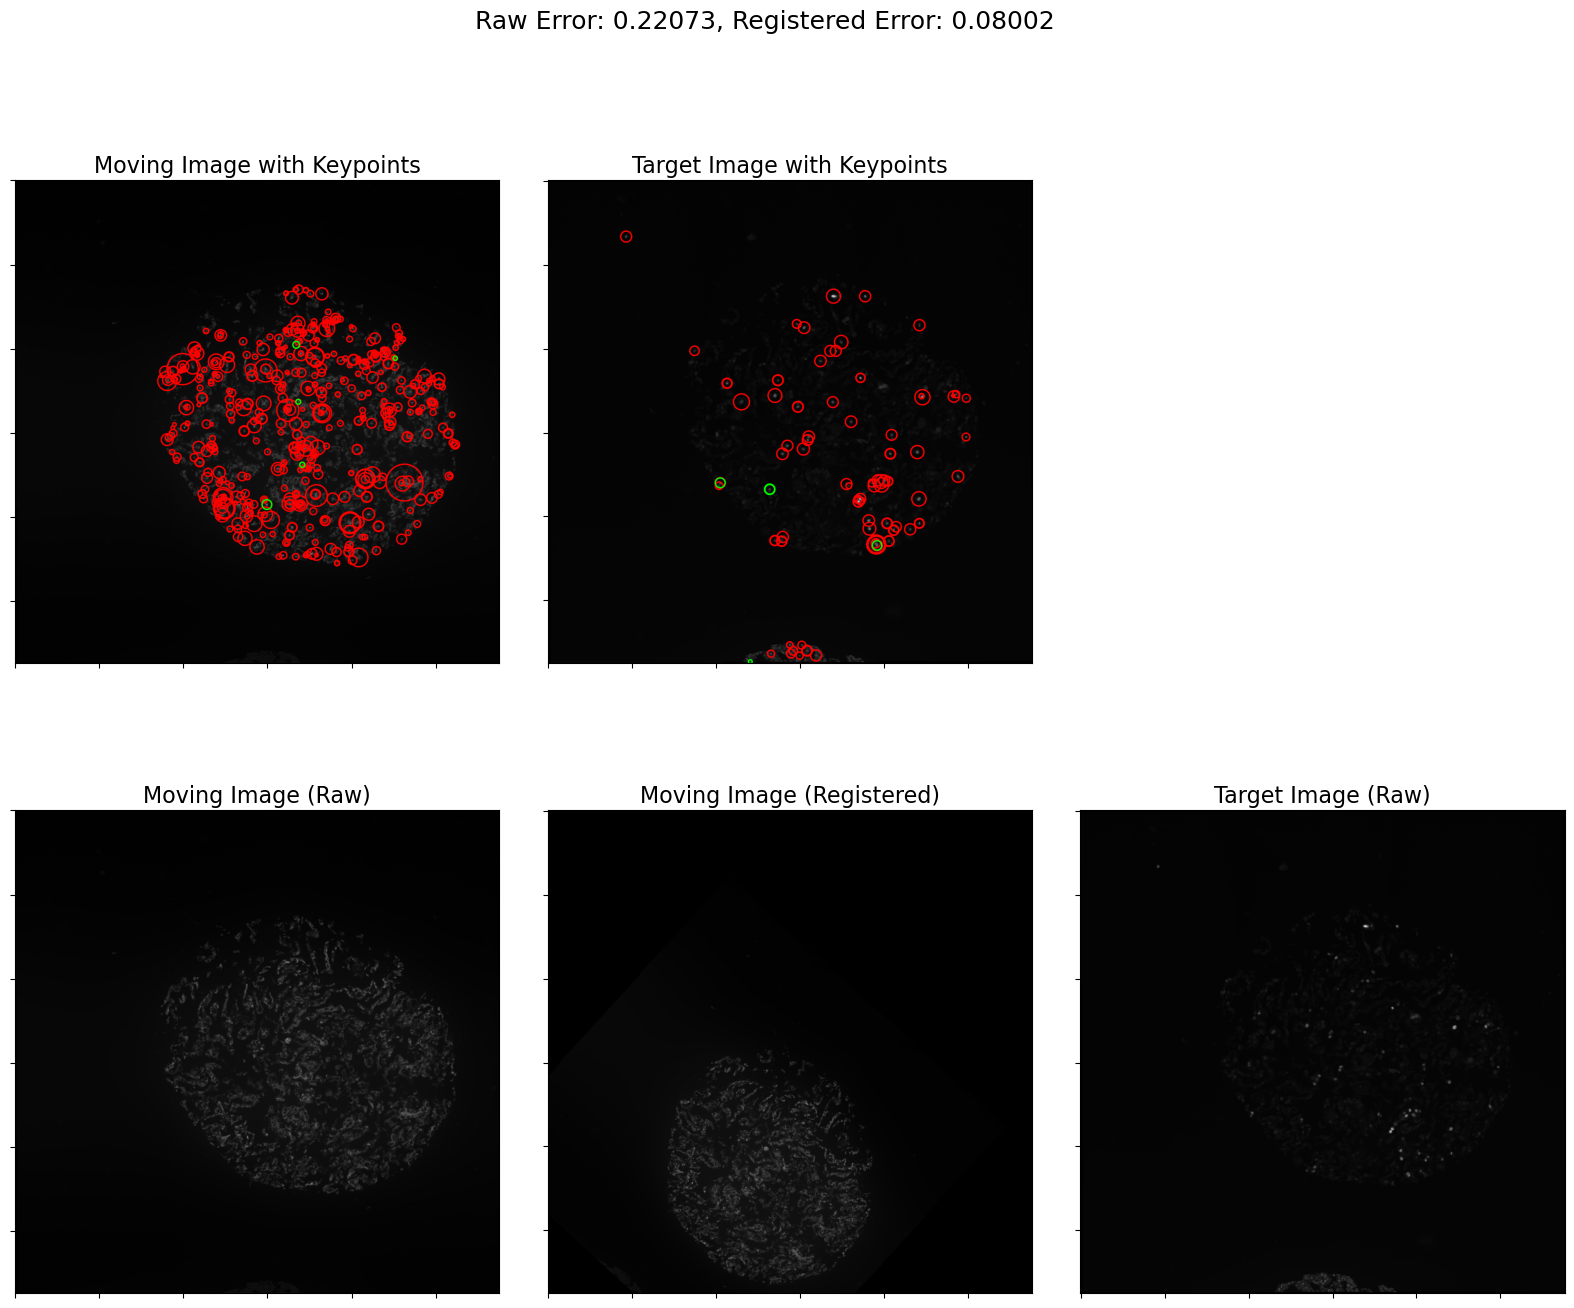 Raw Error: 0.22073, Registered Error: 0.08002
Moving Image with Keypoints
Target Image with Keypoints
Moving Image (Raw)
Moving Image (Registered)
Target Image (Raw)